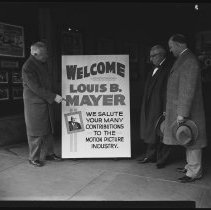 WELCOME
LOUIS B.
MAYER
WE SALUTE
YOUR MANY
CONTRIBUTIONS
TO THE
MOTION PICTURE
INDUSTRY.